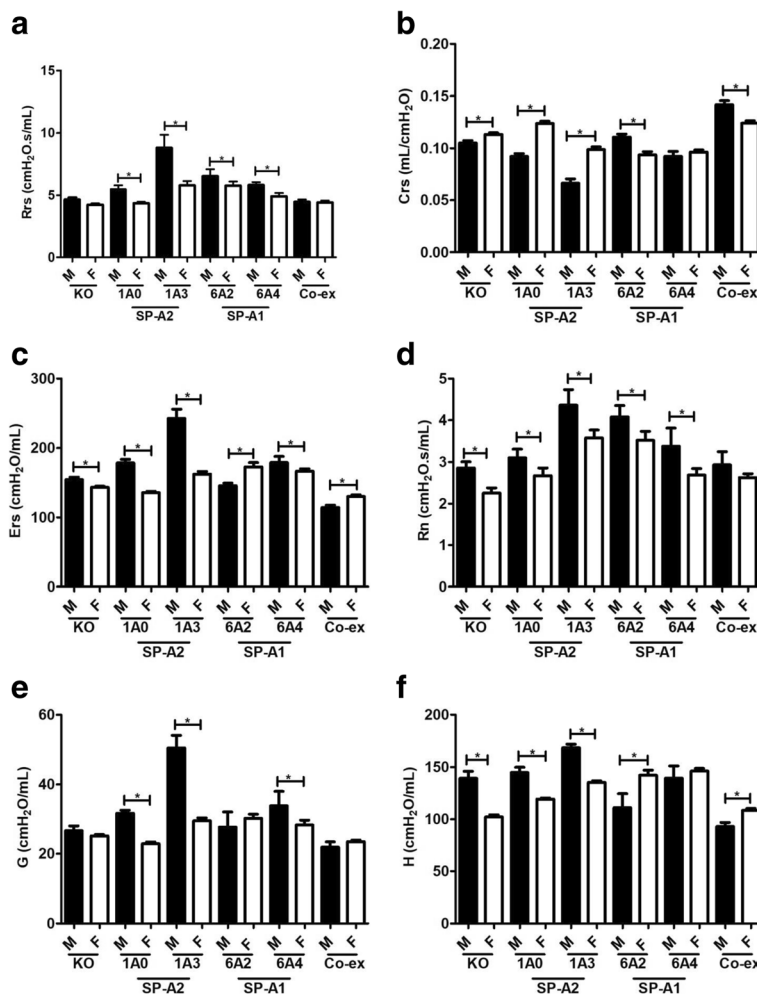 a
Rrs (cmH₂O.s/mL)
15
10
5
0
* * * *
M F M F M F M F M F M F
KO 1A0 1A3 6A2 6A4 Co-ex
SP-A2 SP-A1
b
Crs (mL/cmH₂O)
0.20
0.15
0.10
0.05
0.00
* * * * *
M F M F M F M F M F M F
KO 1A0 1A3 6A2 6A4 Co-ex
SP-A2 SP-A1
c
Ers (cmH₂O/mL)
300
200
100
0
* * * * * *
M F M F M F M F M F M F
KO 1A0 1A3 6A2 6A4 Co-ex
SP-A2 SP-A1
d
Rn (cmH₂O.s/mL)
5
4
3
2
1
0
* * * * *
M F M F M F M F M F M F
KO 1A0 1A3 6A2 6A4 Co-ex
SP-A2 SP-A1
e
G (cmH₂O/mL)
60
40
20
0
* * *
M F M F M F M F M F M F
KO 1A0 1A3 6A2 6A4 Co-ex
SP-A2 SP-A1
f
H (cmH₂O/mL)
200
150
100
50
0
* * * * *
M F M F M F M F M F M F
KO 1A0 1A3 6A2 6A4 Co-ex
SP-A2 SP-A1